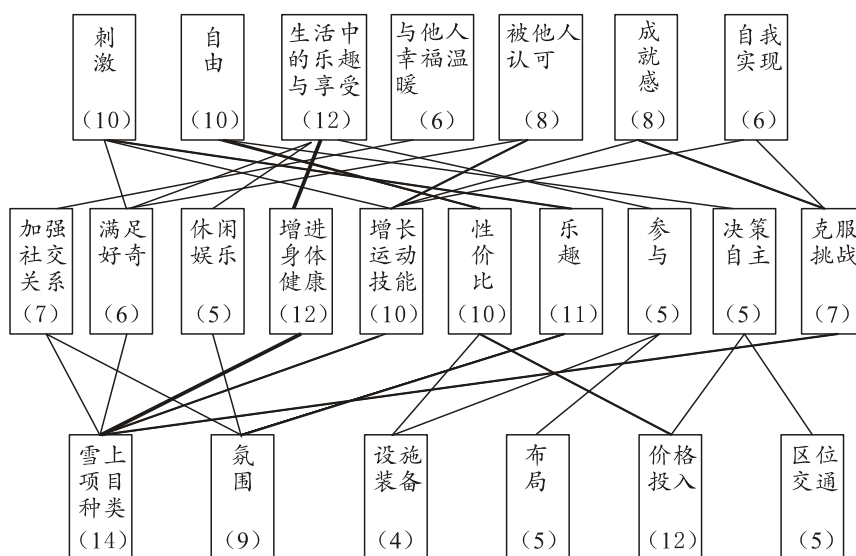 刺
激
（10）
自
由
（10）
生活中
的乐趣
与享受
（12）
与他人
幸福温
暖
（6）
被他人
认可
（8）
成
就
感
（8）
自我
实现
（6）
加强
社交
关系
（7）
满足
好奇
（6）
休闲
娱乐
（5）
增进
身体
健康
（12）
增长
运动
技能
（10）
性
价
比
（10）
乐
趣
（11）
参
与
（5）
决策
自主
（5）
克服
挑战
（7）
雪上
项目
种类
（14）
氛
围
（9）
设施
装备
（4）
布
局
（5）
价格
投入
（12）
区位
交通
（5）